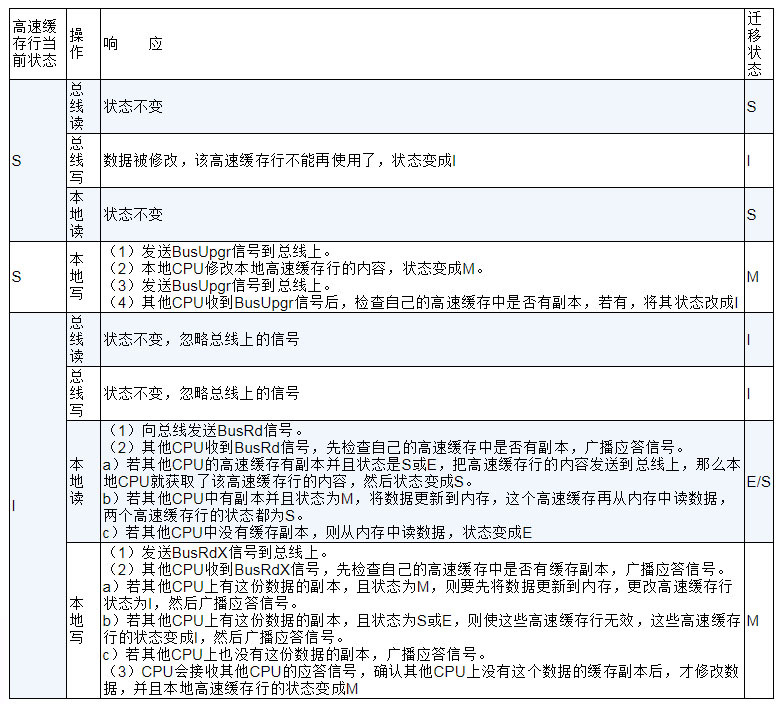 高速缓
存行当
前状态
操
作
响 应
迁
移
状
态
S
总
线
读
状态不变
S
总
线
写
数据被修改，该高速缓存行不能再使用了，状态变成I
I
本
地
读
状态不变
S
S
本
地
写
（1）发送BusUpgr信号到总线上。
（2）本地CPU修改本地高速缓存行的内容，状态变成M。
（3）发送BusUpgr信号到总线上。
（4）其他CPU收到BusUpgr信号后，检查自己的高速缓存中是否有副本，若有，将其状态改成I
M
I
总
线
读
状态不变，忽略总线上的信号
I
总
线
写
状态不变，忽略总线上的信号
I
本
地
读
（1）向总线发送BusRd信号。
（2）其他CPU收到BusRd信号，先检查自己的高速缓存中是否有副本，广播应答信号。
a）若其他CPU的高速缓存有副本并且状态是S或E，把高速缓存行的内容发送到总线上，那么本
地CPU就获取了该高速缓存行的内容，然后状态变成S。
b）若其他CPU中有副本并且状态为M，将数据更新到内存，这个高速缓存再从内存中读数据，
两个高速缓存行的状态都为S。
c）若其他CPU中没有缓存副本，则从内存中读数据，状态变成E
E/S
本
地
写
（1）发送BusRdX信号到总线上。
（2）其他CPU收到BusRdX信号，先检查自己的高速缓存中是否有缓存副本，广播应答信号。
a）若其他CPU上有这份数据的副本，且状态为M，则要先将数据更新到内存，更改高速缓存行
状态为I，然后广播应答信号。
b）若其他CPU上有这份数据的副本，且状态为S或E，则使这些高速缓存行无效，这些高速缓存
行的状态变成I，然后广播应答信号。
c）若其他CPU上也没有这份数据的副本，广播应答信号。
（3）CPU会接收其他CPU的应答信号，确认其他CPU上没有这个数据的缓存副本后，才修改数
据，并且本地高速缓存行的状态变成M
M